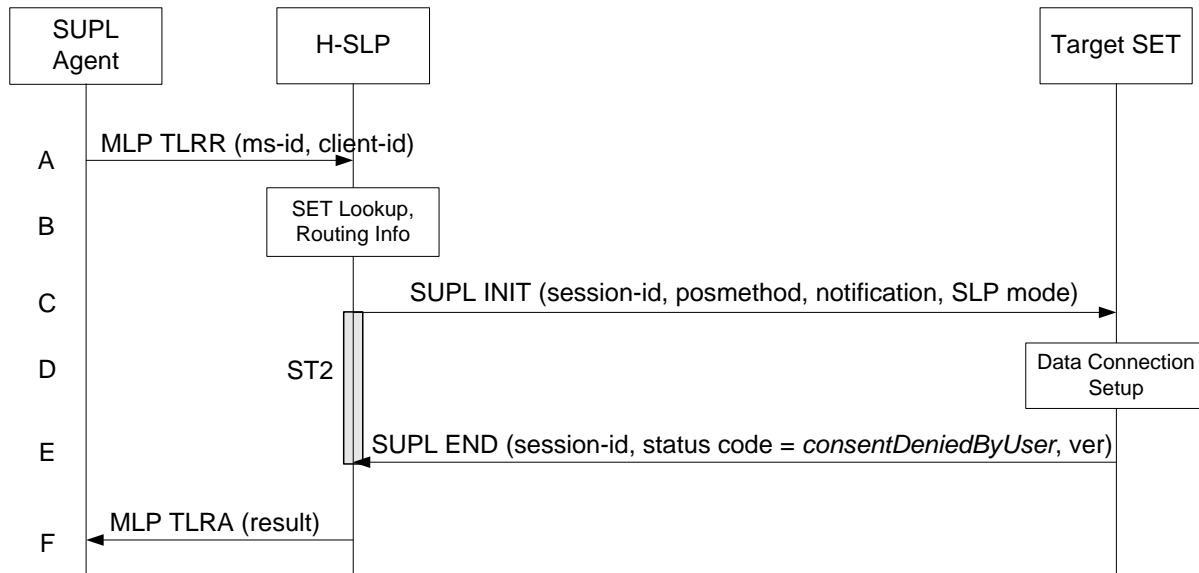 SUPL
Agent
H-SLP
Target SET
A
MLP TLRR (ms-id, client-id)
B
SET Lookup,
Routing Info
C
SUPL INIT (session-id, posmethod, notification, SLP mode)
D
ST2
Data Connection
Setup
E
SUPL END (session-id, status code = consentDeniedByUser, ver)
F
MLP TLRA (result)